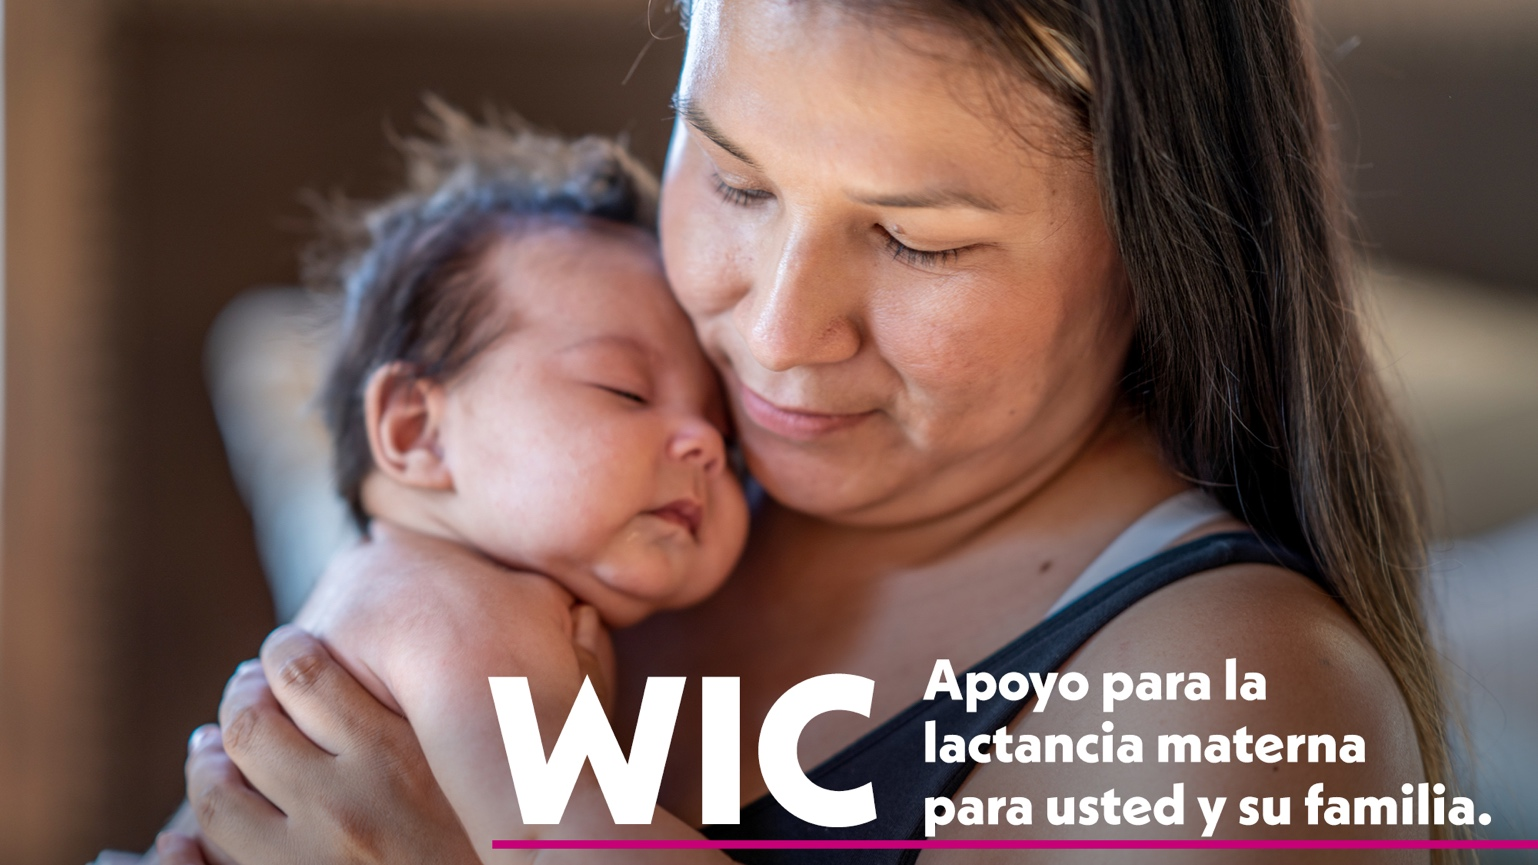 WIC
Apoyo para la
lactancia materna
para usted y su familia.